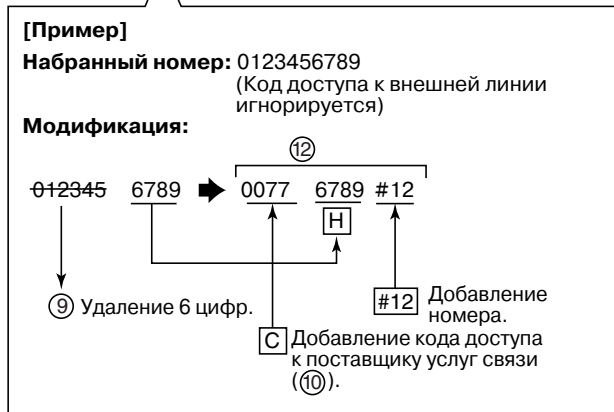 [Пример]
Набранный номер: 0123456789
(Код доступа к внешней линии
игнорируется)
Модификация:
⑫
012345 6789 0077 6789 #12
H
⑨ Удаление 6 цифр.
#12 Добавление
номера.
C Добавление кода доступа
к поставщику услуг связи
(⑩).